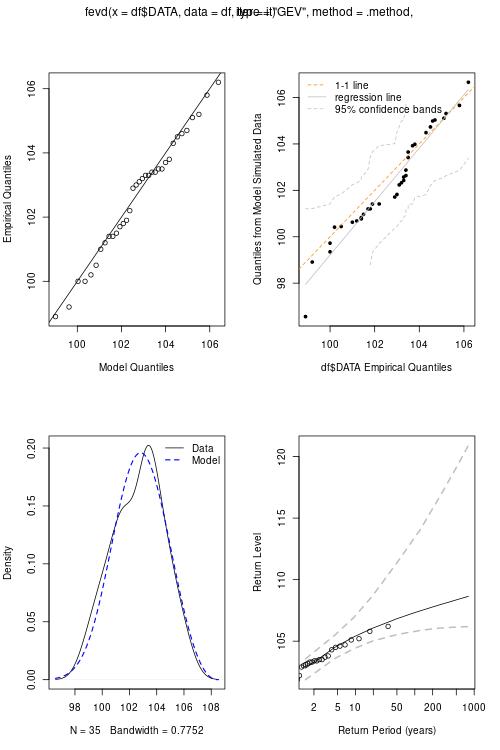 fevd(x = df$DATA, data = df, type = "GEV", method = .method,
106
104
102
100
Empirical Quantiles
100 102 104 106
Model Quantiles
1-1 line
regression line
95% confidence bands
106
104
102
100
98
Quantiles from Model Simulated Data
100 102 104 106
df$DATA Empirical Quantiles
Data
Model
0.20
0.15
0.10
0.05
0.00
Density
98 100 102 104 106 108
N = 35 Bandwidth = 0.7752
120
115
110
105
Return Level
2 5 10 50 200 1000
Return Period (years)